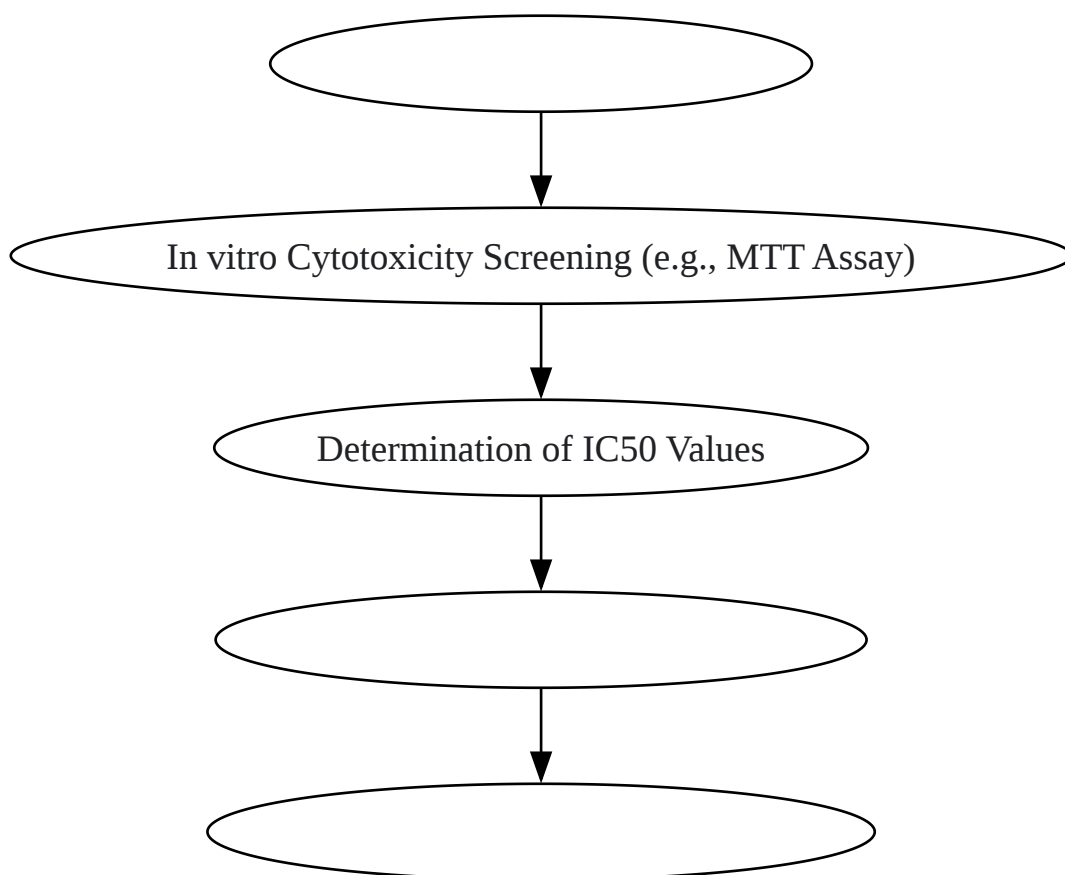 In vitro Cytotoxicity Screening (e.g., MTT Assay)
Determination of IC50 Values